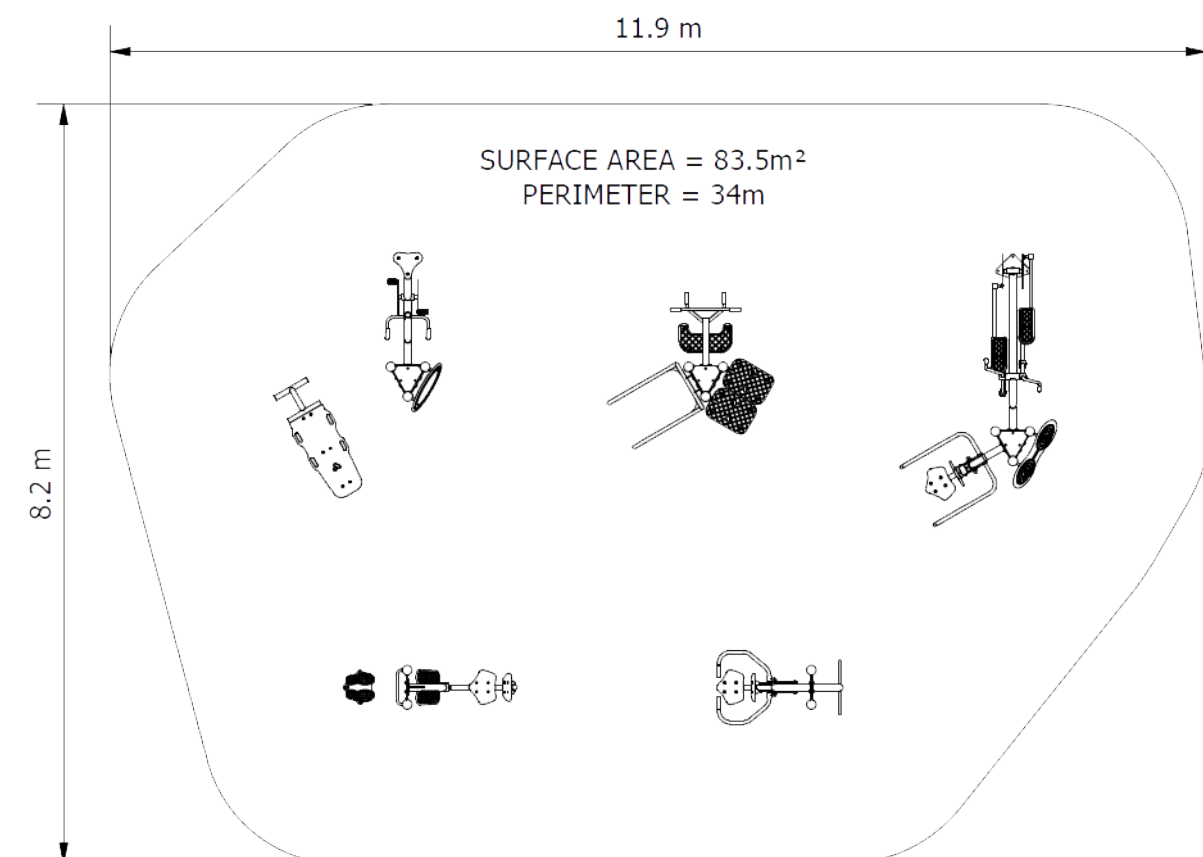 11.9 m
SURFACE AREA = 83.5m²
PERIMETER = 34m
8.2 m